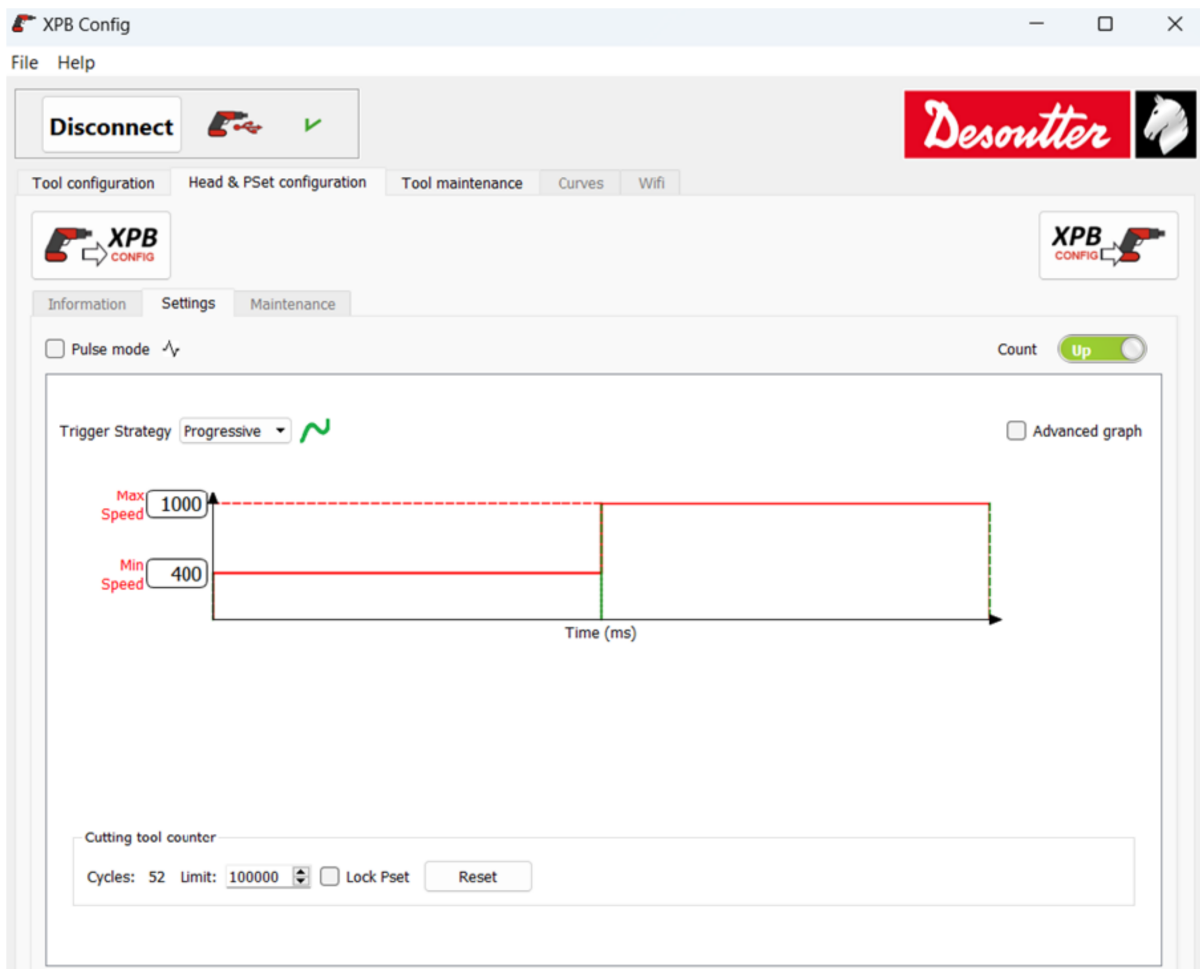 XPB Config
File Help
Disconnect
Desoutter
Tool configuration Head & PSet configuration Tool maintenance Curves Wifi
XPB
CONFIG
XPB
CONFIG
Information Settings Maintenance
Pulse mode Count Up
Trigger Strategy Progressive Advanced graph
Max
Speed 1000
Min
Speed 400
Time (ms)
Cutting tool counter
Cycles: 52 Limit: 100000 Lock Pset Reset